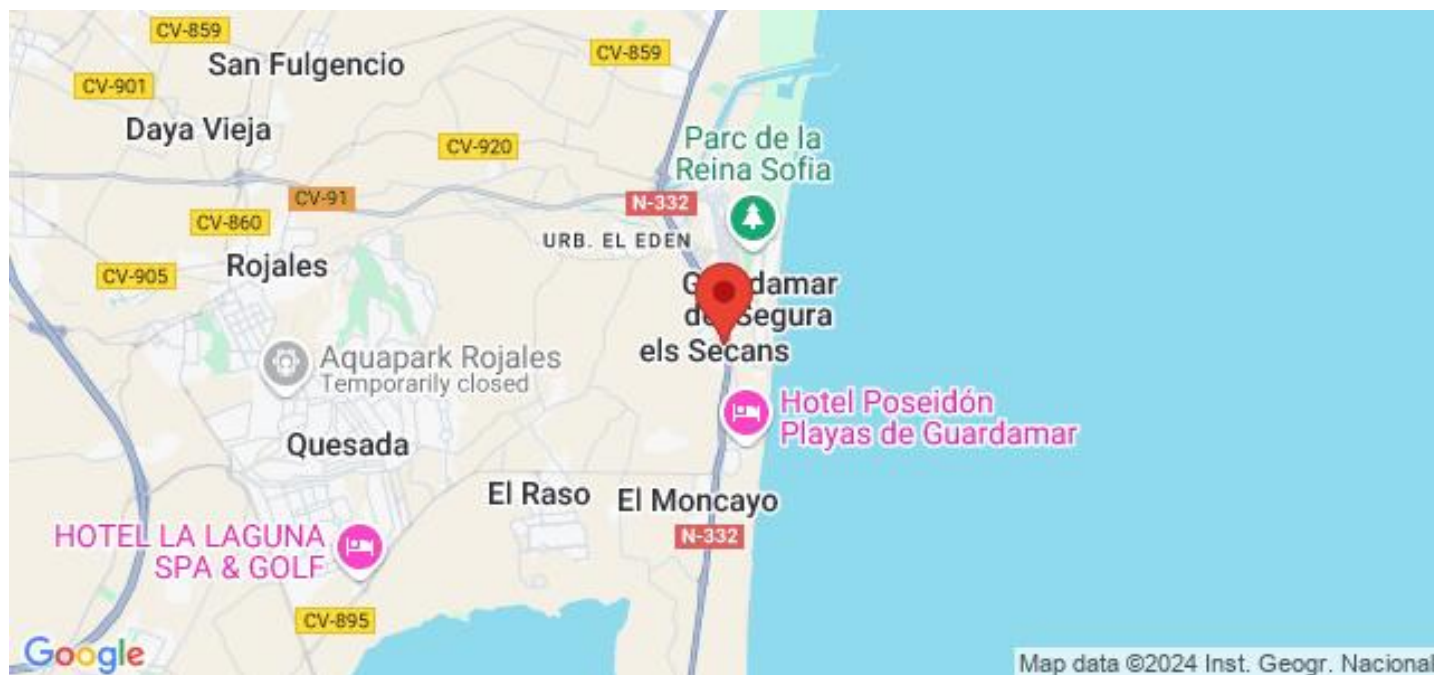 CV-859
San Fulgencio
CV-859
CV-901
Daya Vieja
CV-920
Parc de la
Reina Sofia
CV-91
N-332
CV-860
URB. EL EDEN
Rojales
CV-905
damar
Segura
els Secans
Aquapark Rojales
Temporarily closed
Hotel Poseidón
Playas de Guardamar
Quesada
El Raso
El Moncayo
HOTEL LA LAGUNA
SPA & GOLF
N-332
CV-895
Google
Map data ©2024 Inst. Geogr. Nacional